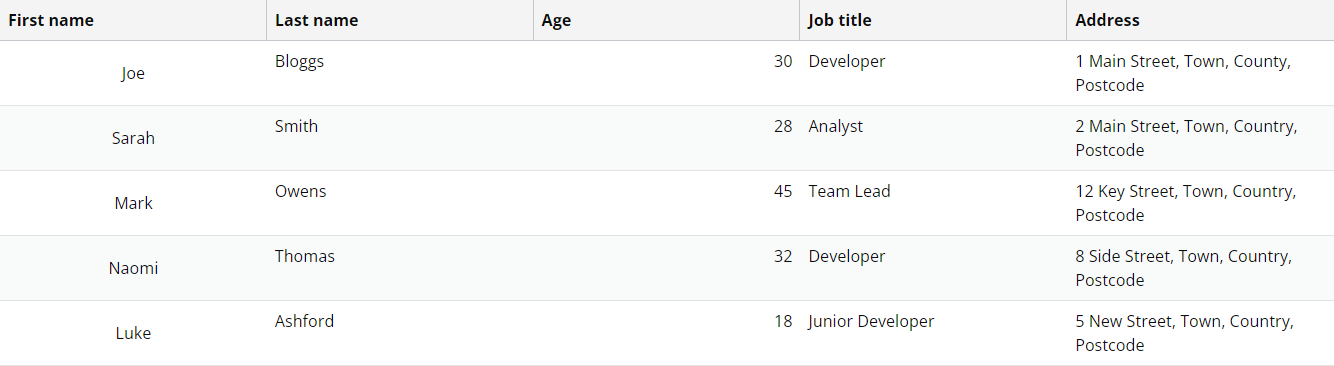 First name Last name Age Job title Address
Joe Bloggs 30 Developer 1 Main Street, Town, County,
Postcode
Sarah Smith 28 Analyst 2 Main Street, Town, Country,
Postcode
Mark Owens 45 Team Lead 12 Key Street, Town, Country,
Postcode
Naomi Thomas 32 Developer 8 Side Street, Town, Country,
Postcode
Luke Ashford 18 Junior Developer 5 New Street, Town, Country,
Postcode